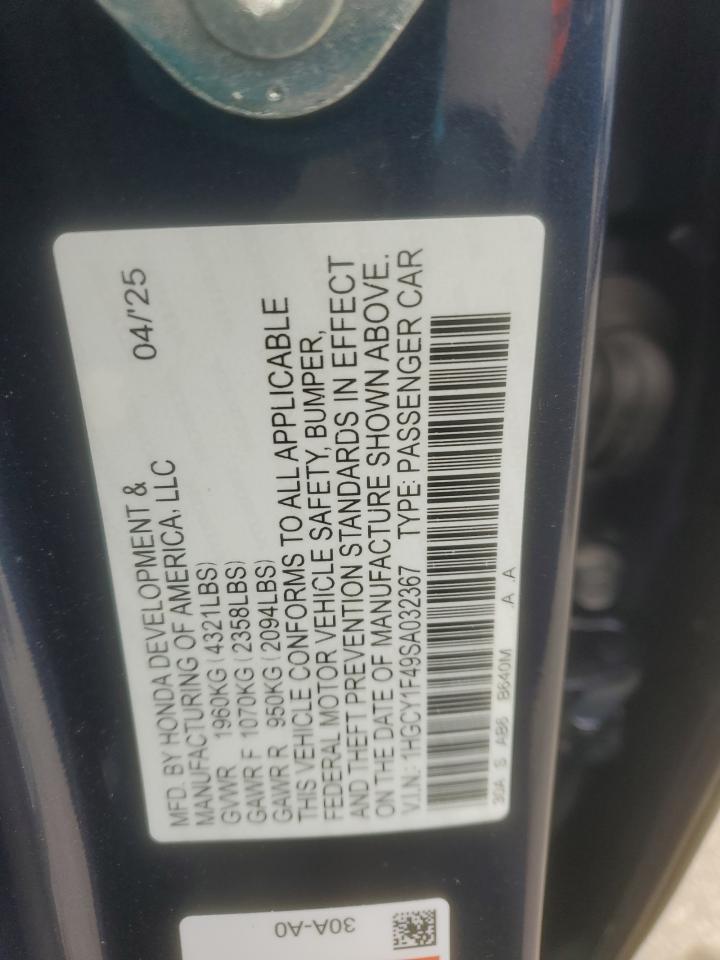 MFD. BY HONDA DEVELOPMENT &
MANUFACTURING OF AMERICA, LLC 04/'25
GVWR 1960KG (4321LBS)
GAWR F 1070KG (2358LBS)
GAWR R 950KG (2094LBS)
THIS VEHICLE CONFORMS TO ALL APPLICABLE
FEDERAL MOTOR VEHICLE SAFETY, BUMPER,
AND THEFT PREVENTION STANDARDS IN EFFECT
ON THE DATE OF MANUFACTURE SHOWN ABOVE.
V.I.N.: 1HGCY1F49SA032367 TYPE: PASSENGER CAR
30A S AB6 B640M .A .A
30A-A0